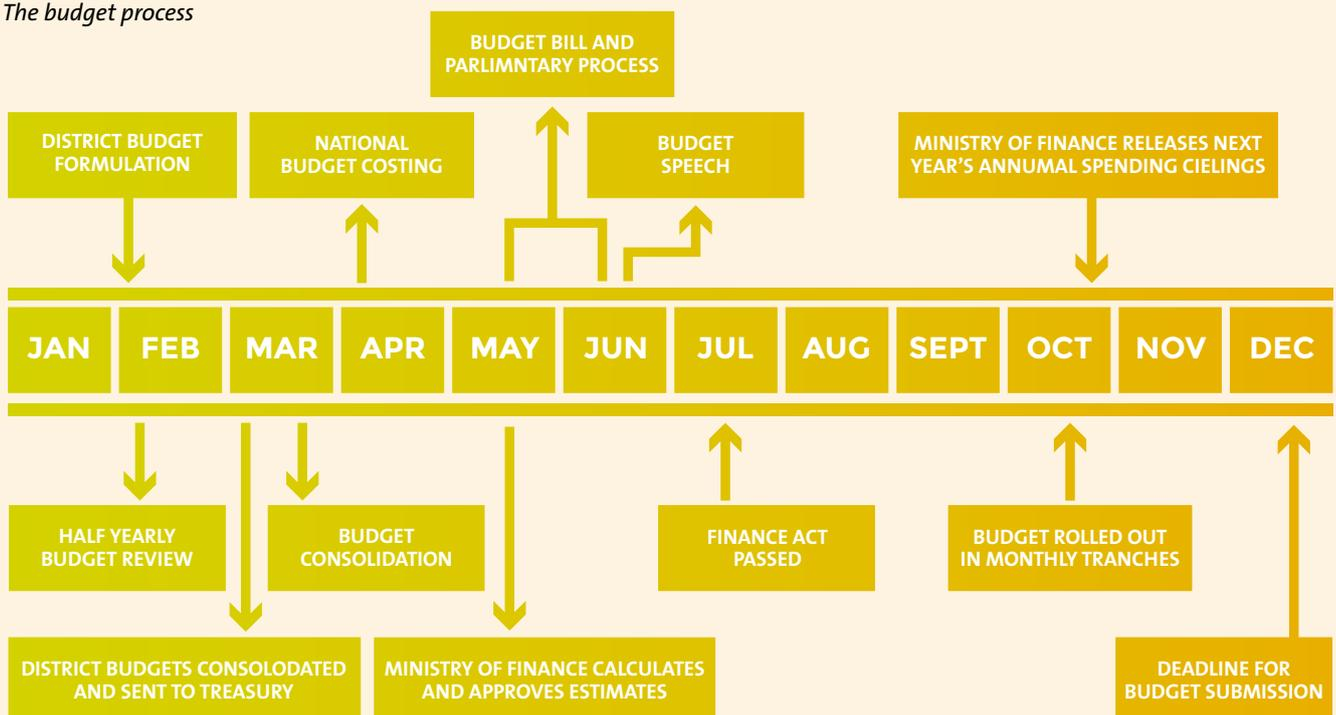 The budget process
BUDGET BILL AND
PARLIMNTARY PROCESS
DISTRICT BUDGET
FORMULATION
NATIONAL
BUDGET COSTING
BUDGET
SPEECH
MINISTRY OF FINANCE RELEASES NEXT
YEAR'S ANNUMAL SPENDING CIELINGS
JAN
FEB
MAR
APR
MAY
JUN
JUL
AUG
SEPT
OCT
NOV
DEC
HALF YEARLY
BUDGET REVIEW
BUDGET
CONSOLIDATION
FINANCE ACT
PASSED
BUDGET ROLLED OUT
IN MONTHLY TRANCHES
DISTRICT BUDGETS CONSOLODATED
AND SENT TO TREASURY
MINISTRY OF FINANCE CALCULATES
AND APPROVES ESTIMATES
DEADLINE FOR
BUDGET SUBMISSION